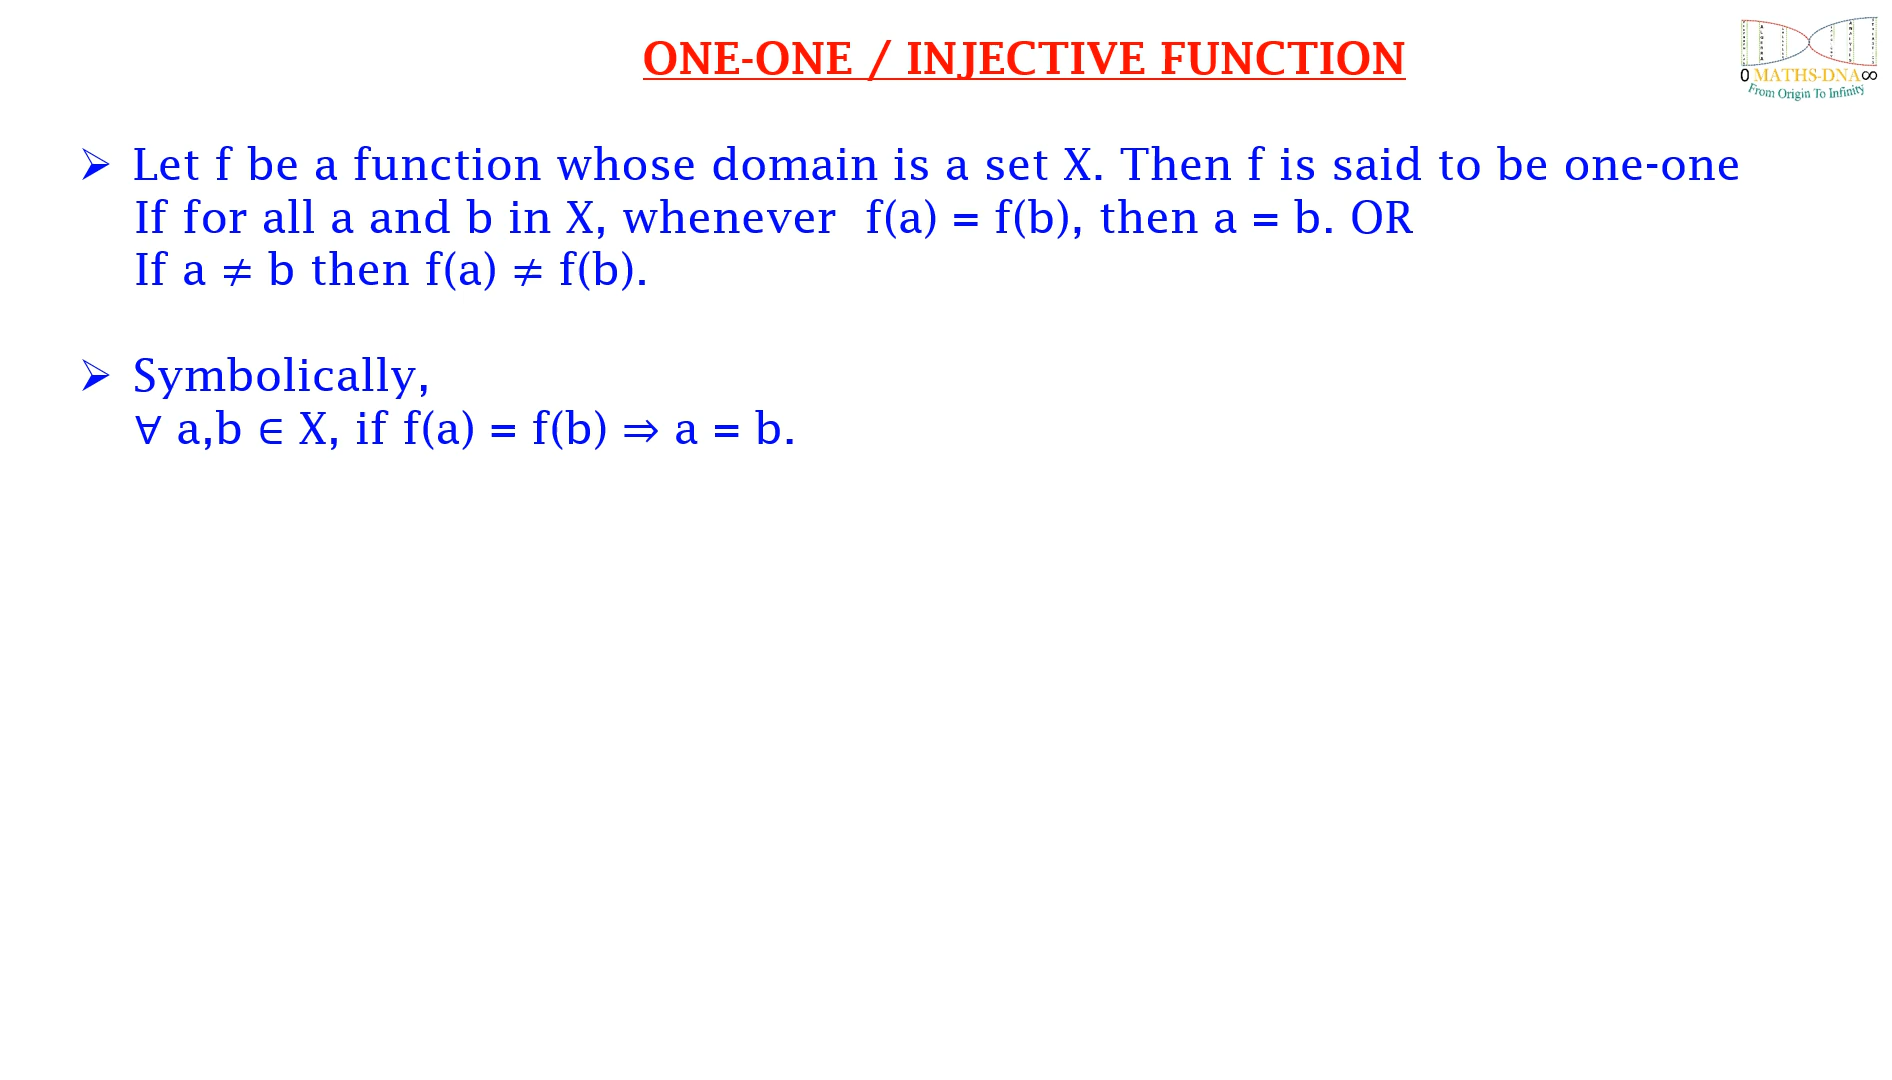 ONE-ONE / INJECTIVE FUNCTION
0 MATHS-DNA ∞
From Origin To Infinity
➢ Let f be a function whose domain is a set X. Then f is said to be one-one
If for all a and b in X, whenever f(a) = f(b), then a = b. OR
If a ≠ b then f(a) ≠ f(b).
➢ Symbolically,
∀ a,b ∈ X, if f(a) = f(b) ⇒ a = b.